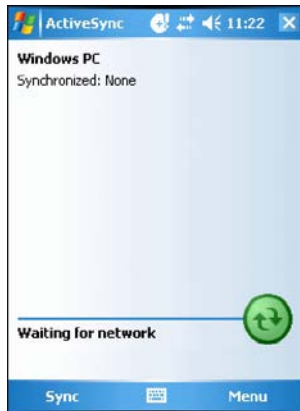 ActiveSync 11:22
Windows PC
Synchronized: None
Waiting for network
Sync Menu